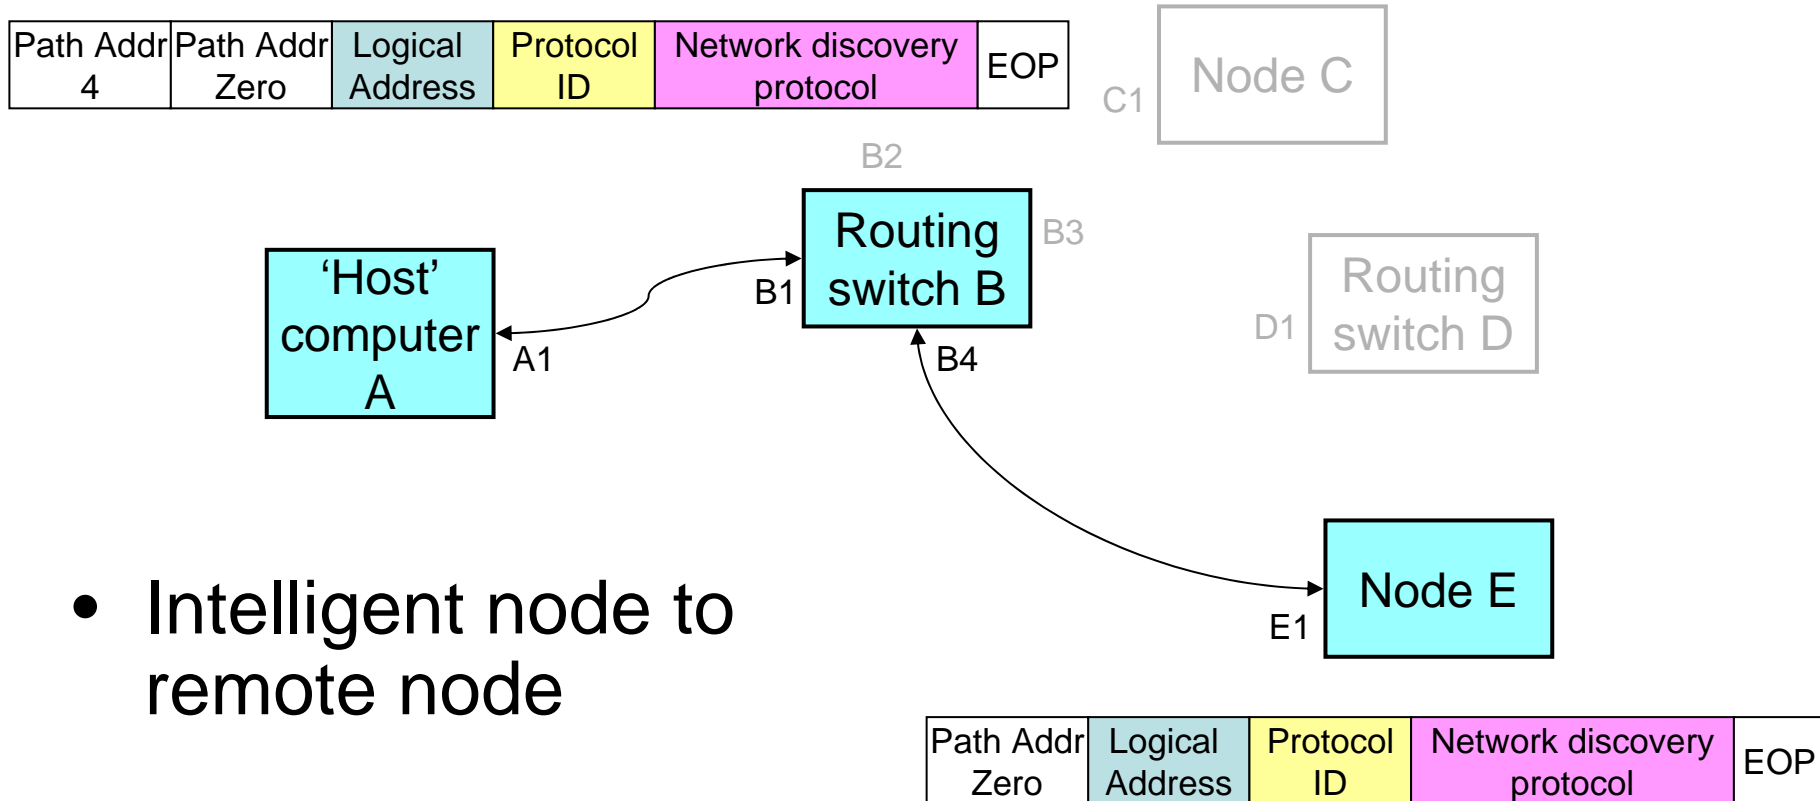 Path Addr 4
Path Addr Zero
Logical Address
Protocol ID
Network discovery protocol
EOP
Node C
C1
B2
Routing
switch B
B3
B1
'Host'
computer
A
A1
B4
Routing
switch D
D1
Node E
E1
• Intelligent node to
remote node
Path Addr Zero
Logical Address
Protocol ID
Network discovery protocol
EOP